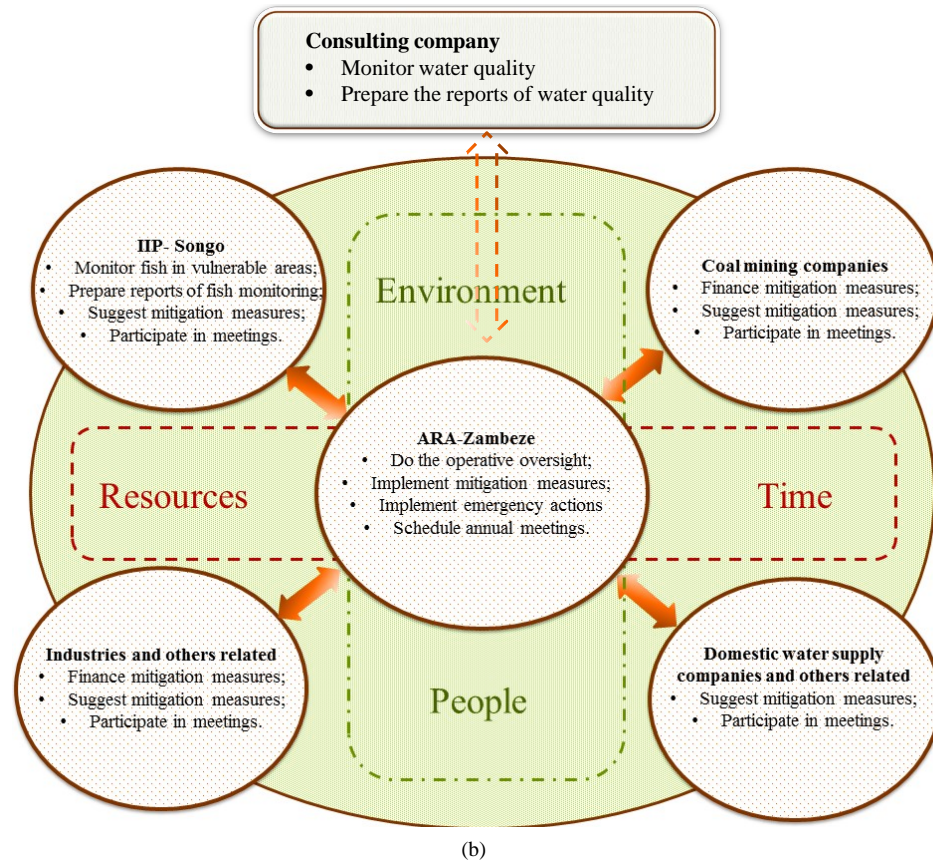 Consulting company
• Monitor water quality
• Prepare the reports of water quality
IIP- Songo
• Monitor fish in vulnerable areas;
• Prepare reports of fish monitoring;
• Suggest mitigation measures;
• Participate in meetings.
Environment
Coal mining companies
• Finance mitigation measures;
• Suggest mitigation measures;
• Participate in meetings.
Resources
ARA-Zambeze
• Do the operative oversight;
• Implement mitigation measures;
• Implement emergency actions
• Schedule annual meetings.
Time
Industries and others related
• Finance mitigation measures;
• Suggest mitigation measures;
• Participate in meetings.
People
Domestic water supply
companies and others related
• Suggest mitigation measures;
• Participate in meetings.
(b)